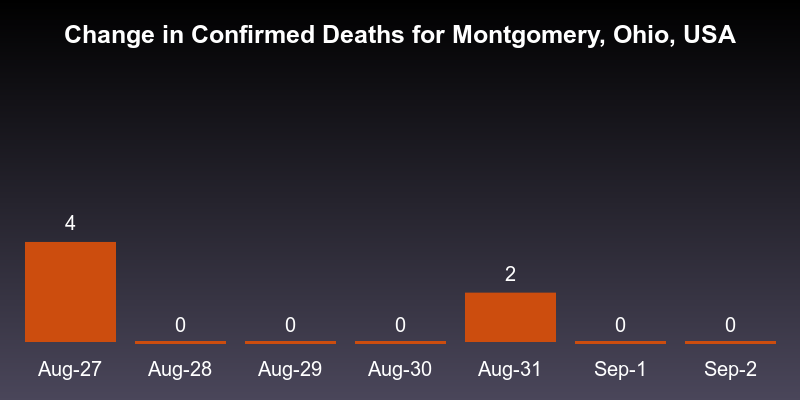 Change in Confirmed Deaths for Montgomery, Ohio, USA
4
2
0 0 0 0 0
Aug-27 Aug-28 Aug-29 Aug-30 Aug-31 Sep-1 Sep-2